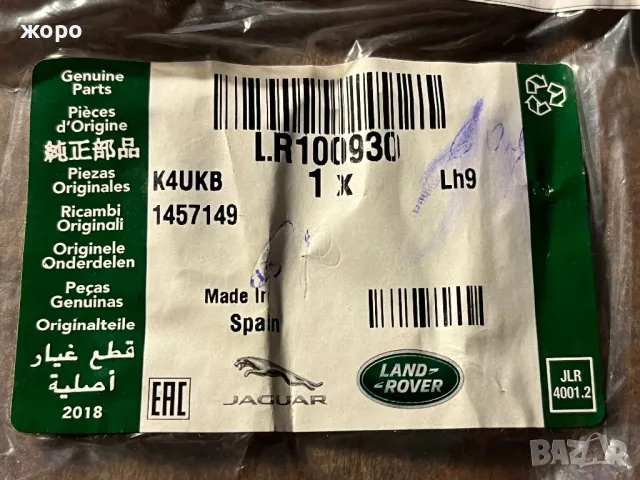 жоро
Genuine
Parts
Pièces
d'Origine
純正部品
Piezas
Originales
Ricambi
Originali
Originele
Onderdelen
Peças
Genuinas
Originalteile
قطع غيار
أصلية
2018
LR100930
1 x
K4UKB
Lh9
1457149
Made In
Spain
EAC
JAGUAR
LAND-
-ROVER
JLR
4001.2
BAZAR